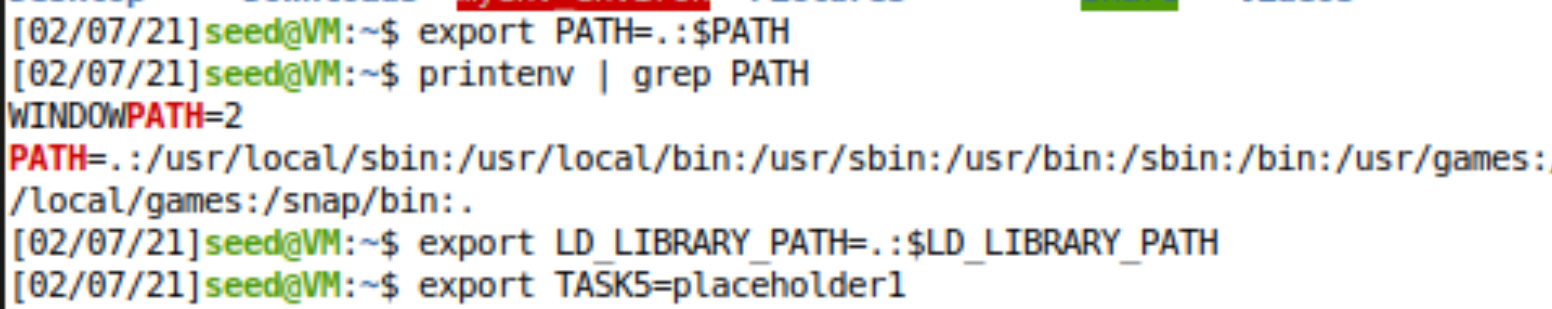 [02/07/21]seed@VM:~$ export PATH=.:$PATH
[02/07/21]seed@VM:~$ printenv | grep PATH
WINDOWPATH=2
PATH=.:/usr/local/sbin:/usr/local/bin:/usr/sbin:/usr/bin:/sbin:/bin:/usr/games:
/local/games:/snap/bin:.
[02/07/21]seed@VM:~$ export LD_LIBRARY_PATH=.:$LD_LIBRARY_PATH
[02/07/21]seed@VM:~$ export TASK5=placeholder1